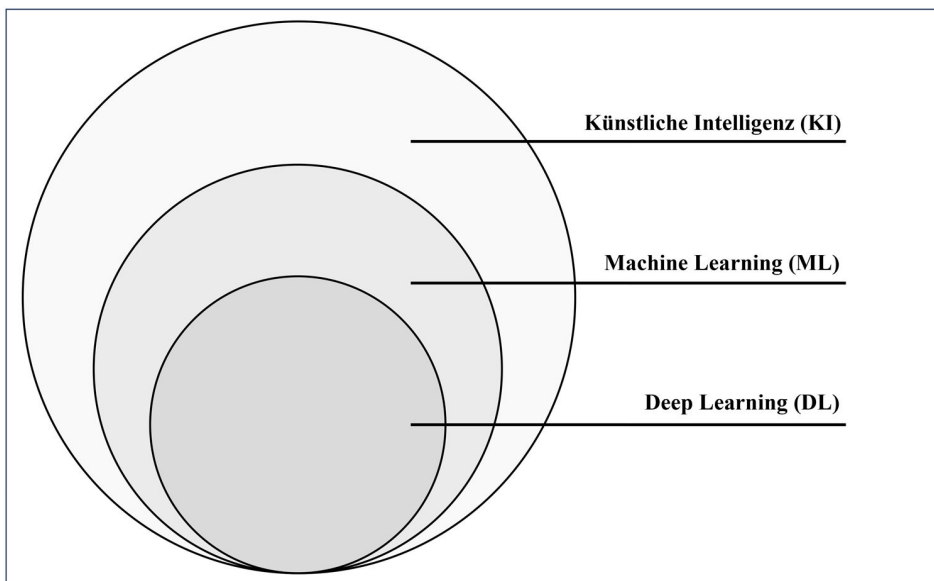 Künstliche Intelligenz (KI)
Machine Learning (ML)
Deep Learning (DL)